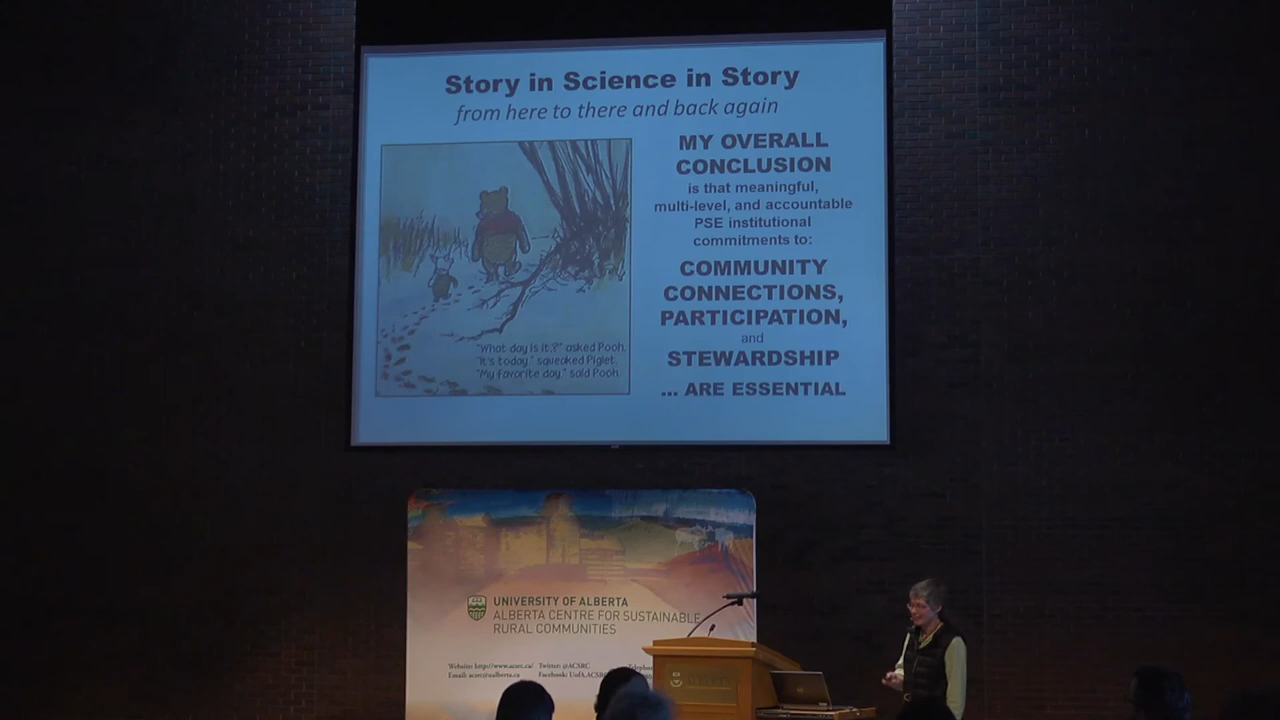 Story in Science in Story
from here to there and back again
MY OVERALL
CONCLUSION
is that meaningful,
multi-level, and accountable
PSE institutional
commitments to:
COMMUNITY
CONNECTIONS,
PARTICIPATION,
and
STEWARDSHIP
... ARE ESSENTIAL
"What day is it?" asked Pooh.
"It's today," squeaked Piglet.
"My favorite day," said Pooh.
UNIVERSITY OF ALBERTA
ALBERTA CENTRE FOR SUSTAINABLE
RURAL COMMUNITIES
Website: http://www.acsrc.ca/ Twitter: @ACSRC
Email: acsrc@ualberta.ca Facebook: UofA.ACSRC